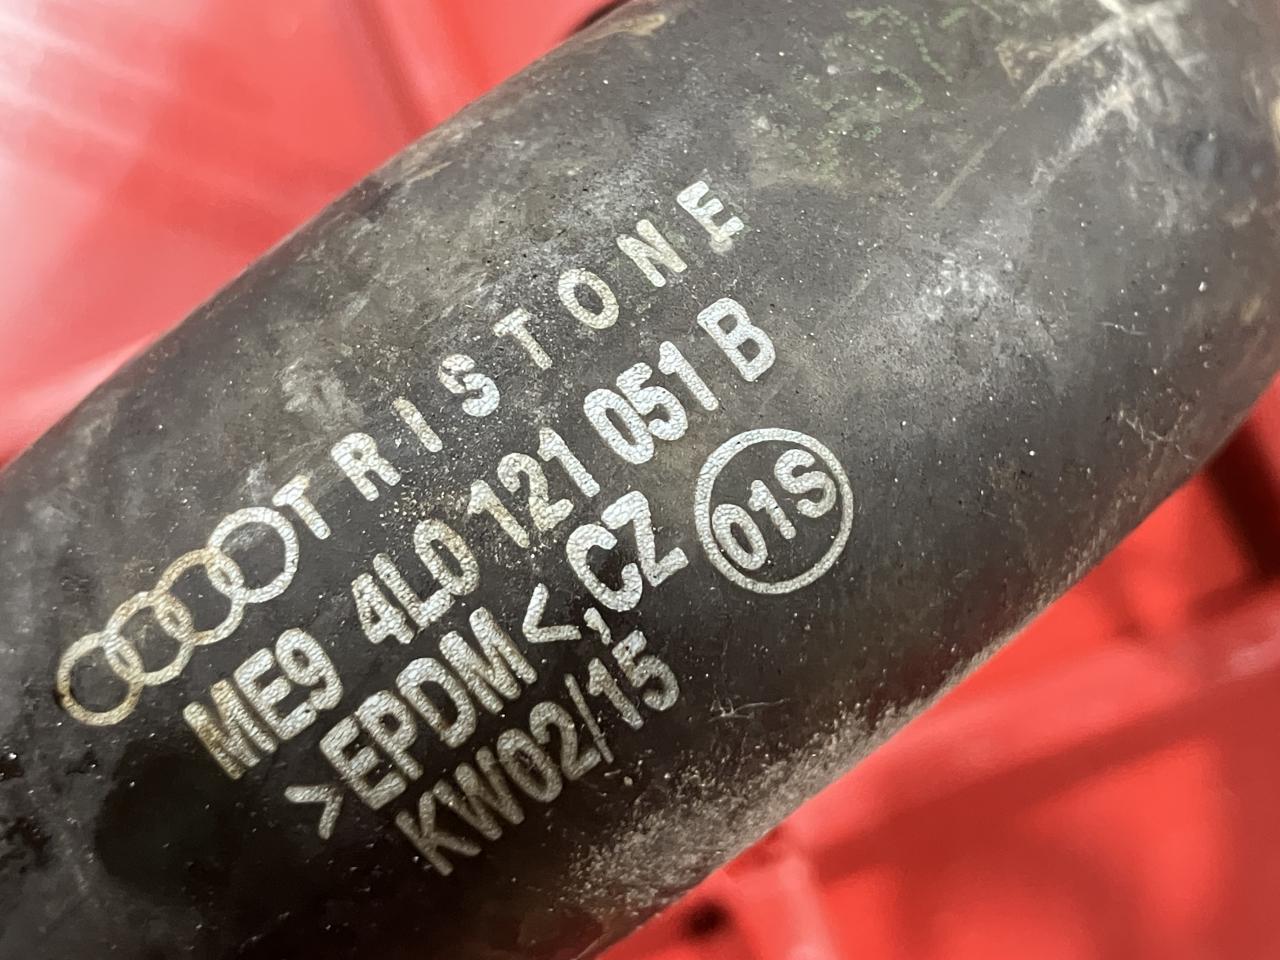 TRISTONE
ME9 4L0 121 051 B
>EPDM<,CZ
01S
KW02/15